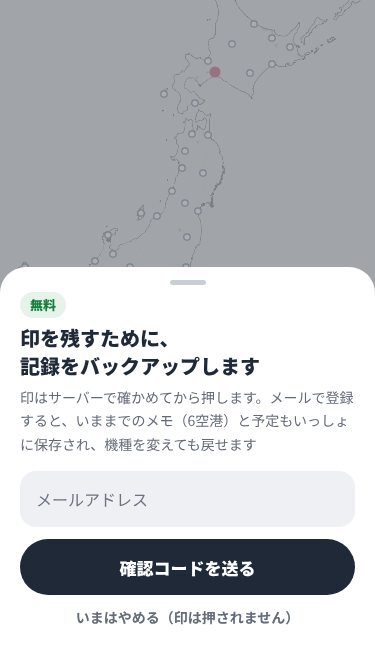 無料
印を残すために、
記録をバックアップします
印はサーバーで確かめてから押します。メールで登録
すると、いままでのメモ（6空港）と予定もいっしょ
に保存され、機種を変えても戻せます
メールアドレス
確認コードを送る
いまはやめる（印は押されません）